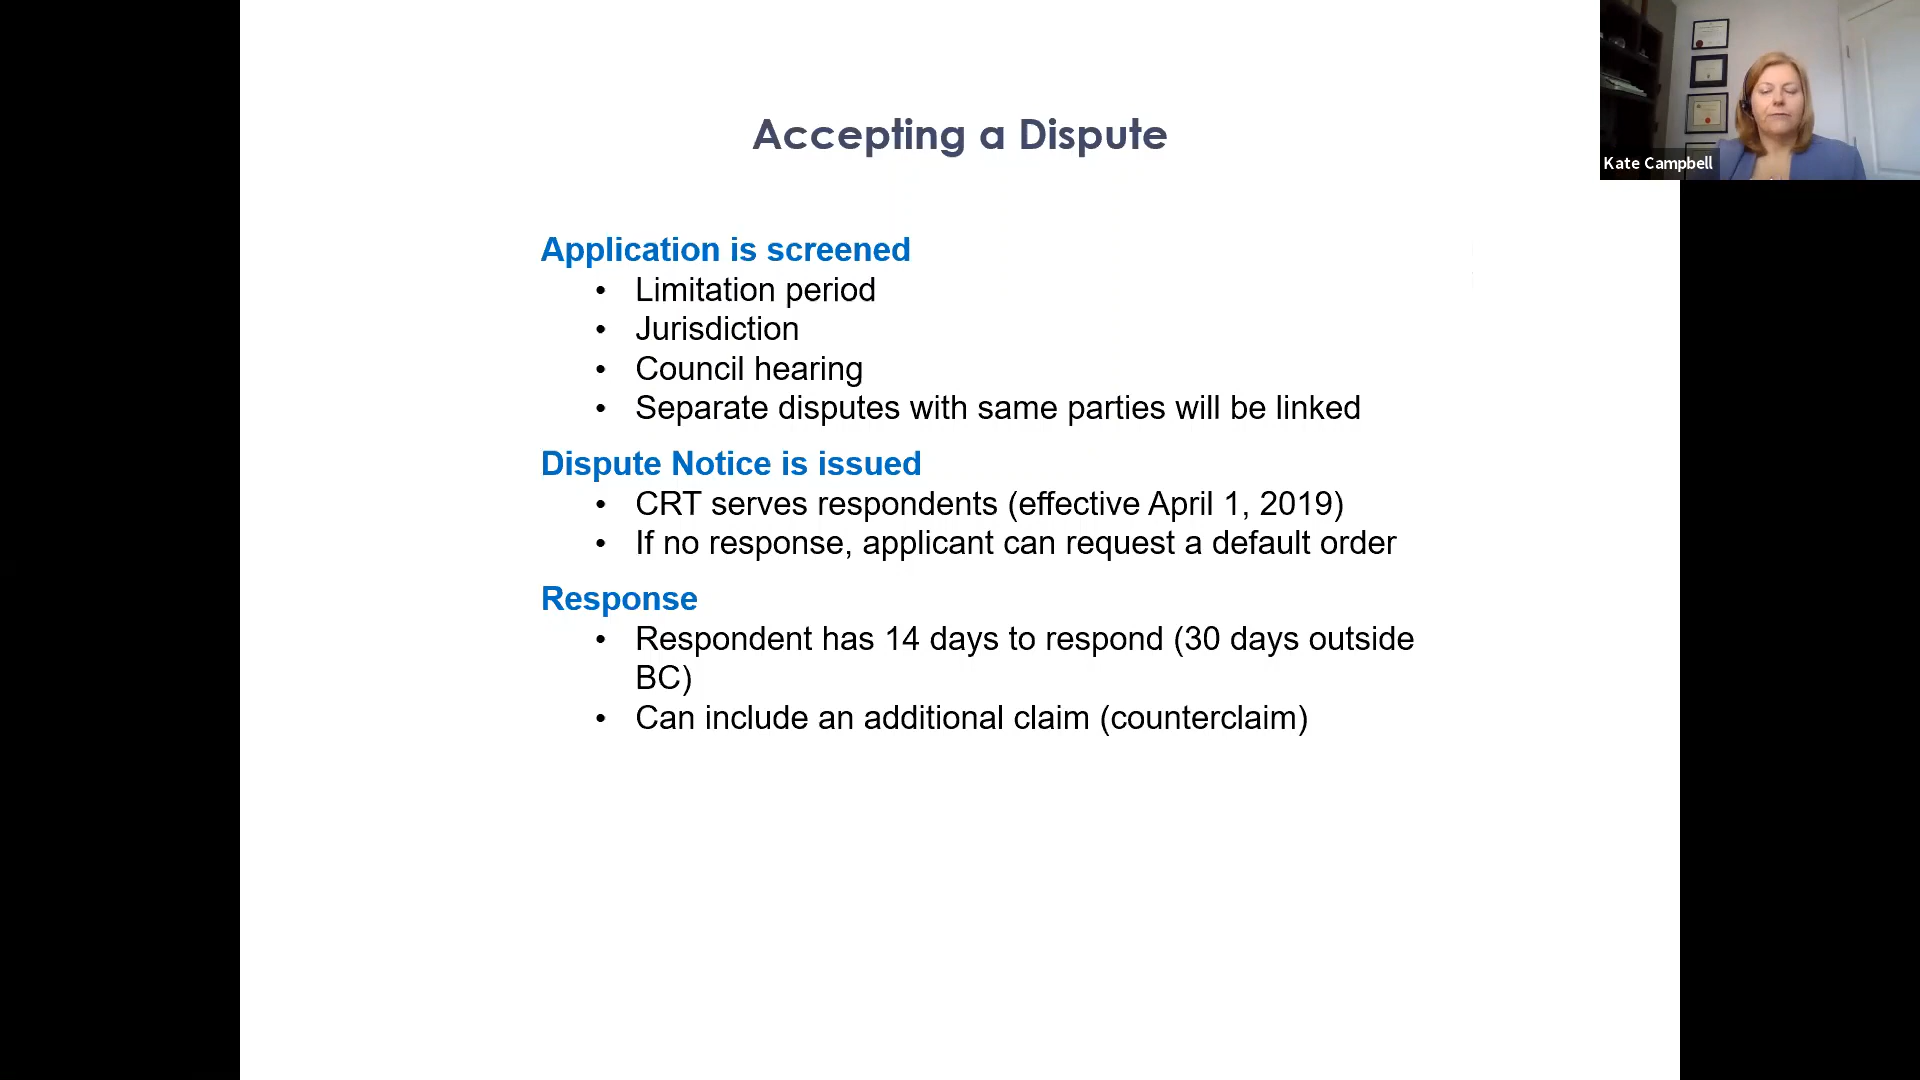 Accepting a Dispute
Kate Campbell
Application is screened
• Limitation period
• Jurisdiction
• Council hearing
• Separate disputes with same parties will be linked
Dispute Notice is issued
• CRT serves respondents (effective April 1, 2019)
• If no response, applicant can request a default order
Response
• Respondent has 14 days to respond (30 days outside
BC)
• Can include an additional claim (counterclaim)